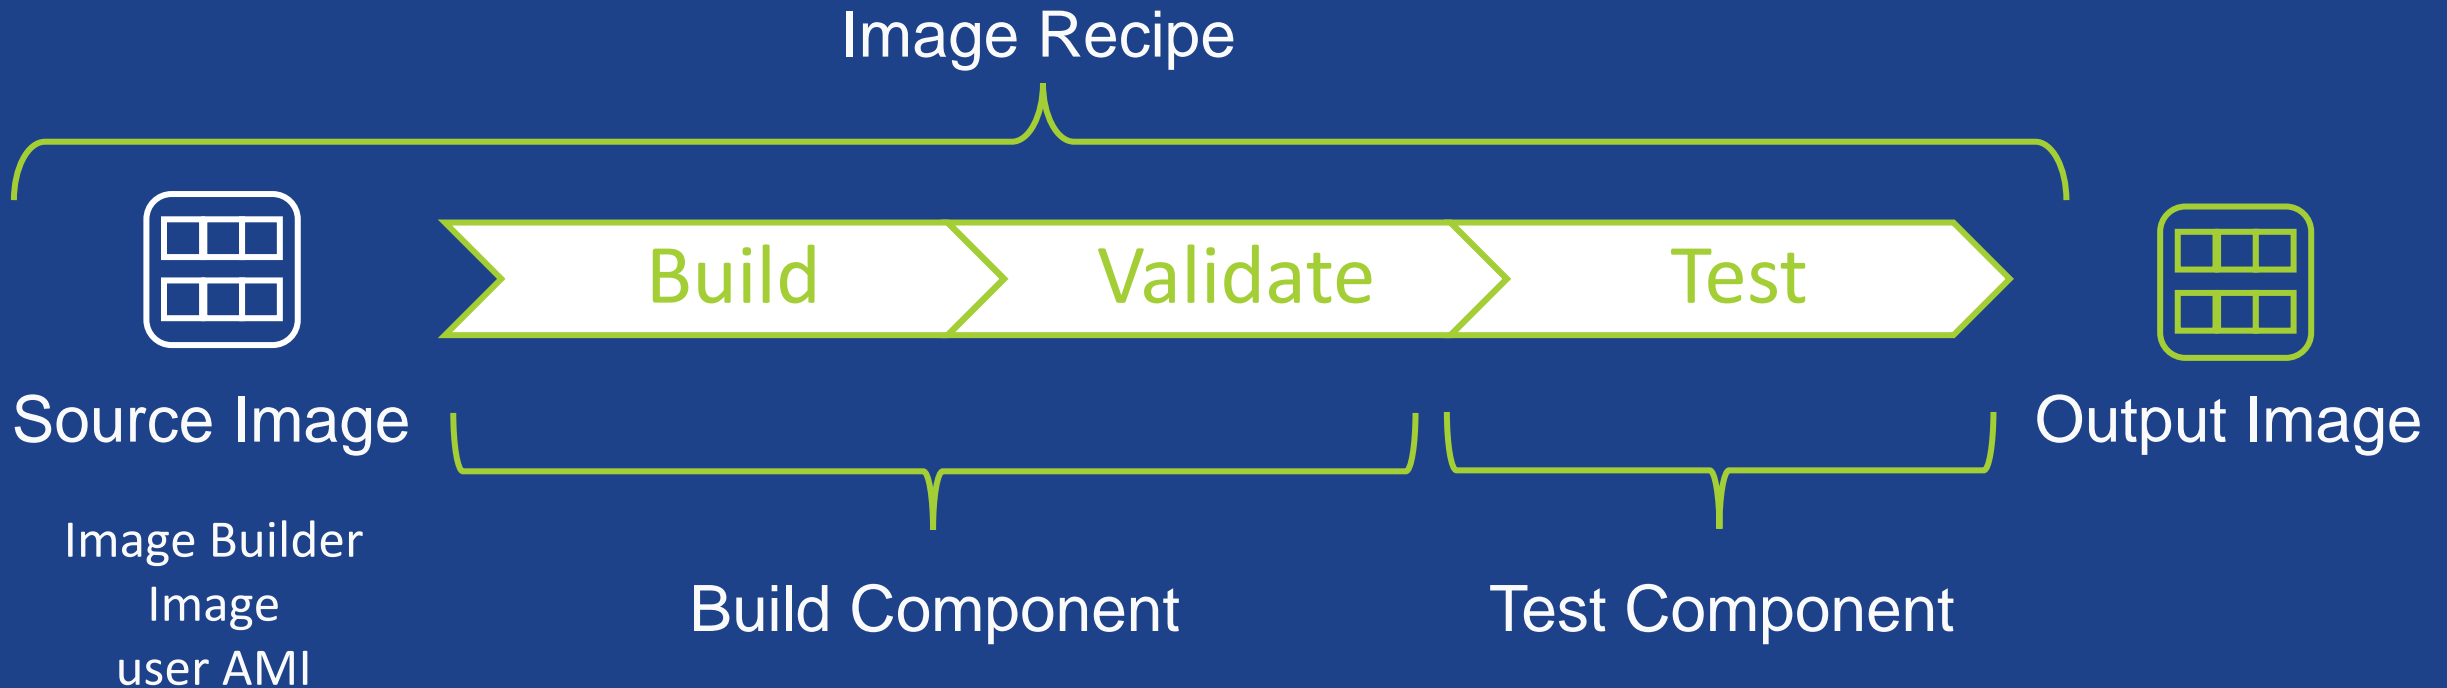 Image Recipe
Build
Validate
Test
Source Image
Output Image
Image Builder
Image
user AMI
Build Component
Test Component